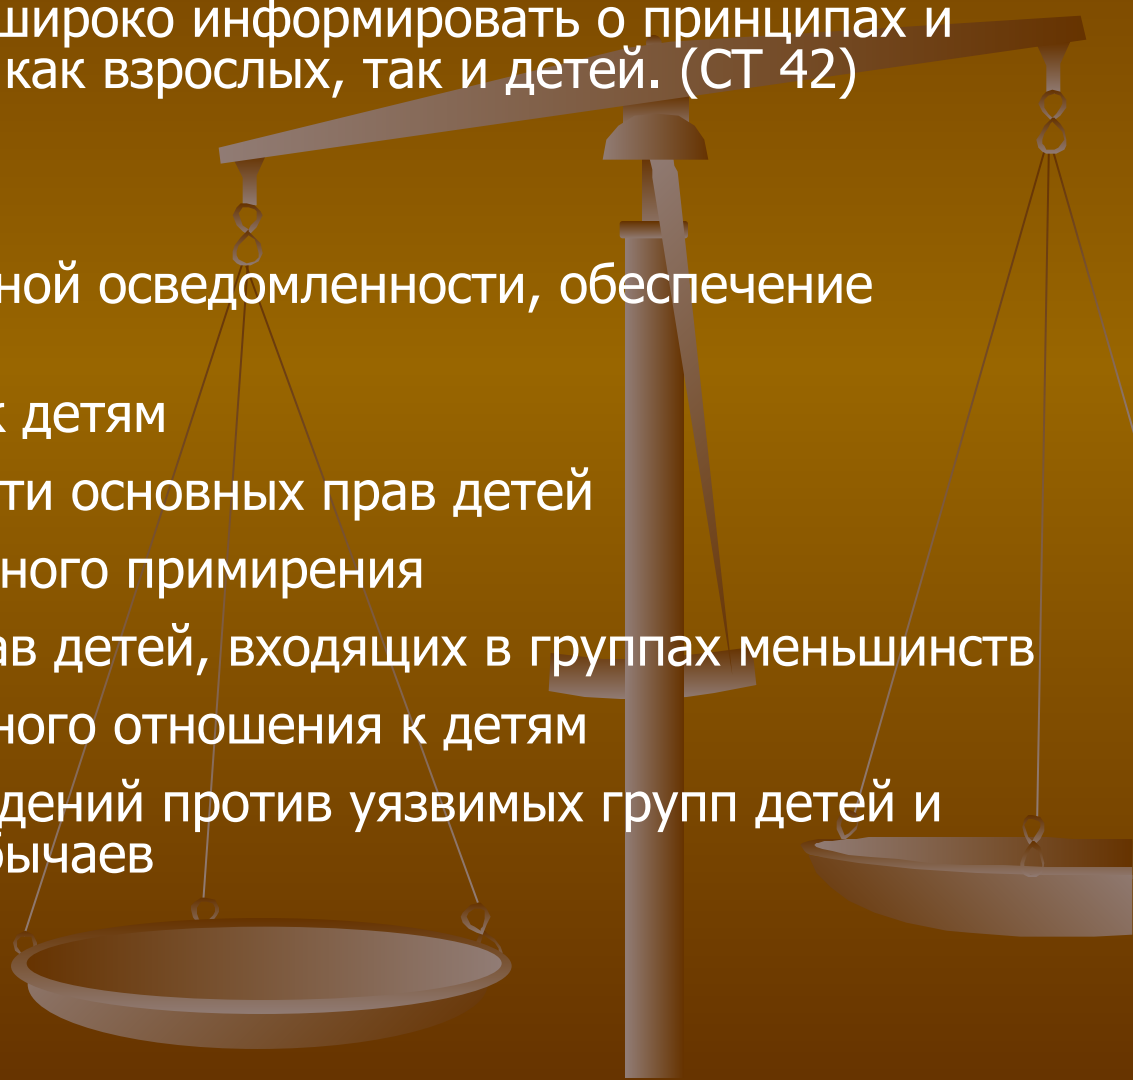 широко информировать о принципах и
как взрослых, так и детей. (СТ 42)
ной осведомленности, обеспечение
к детям
ти основных прав детей
ного примирения
ав детей, входящих в группах меньшинств
ного отношения к детям
дений против уязвимых групп детей и
бычаев